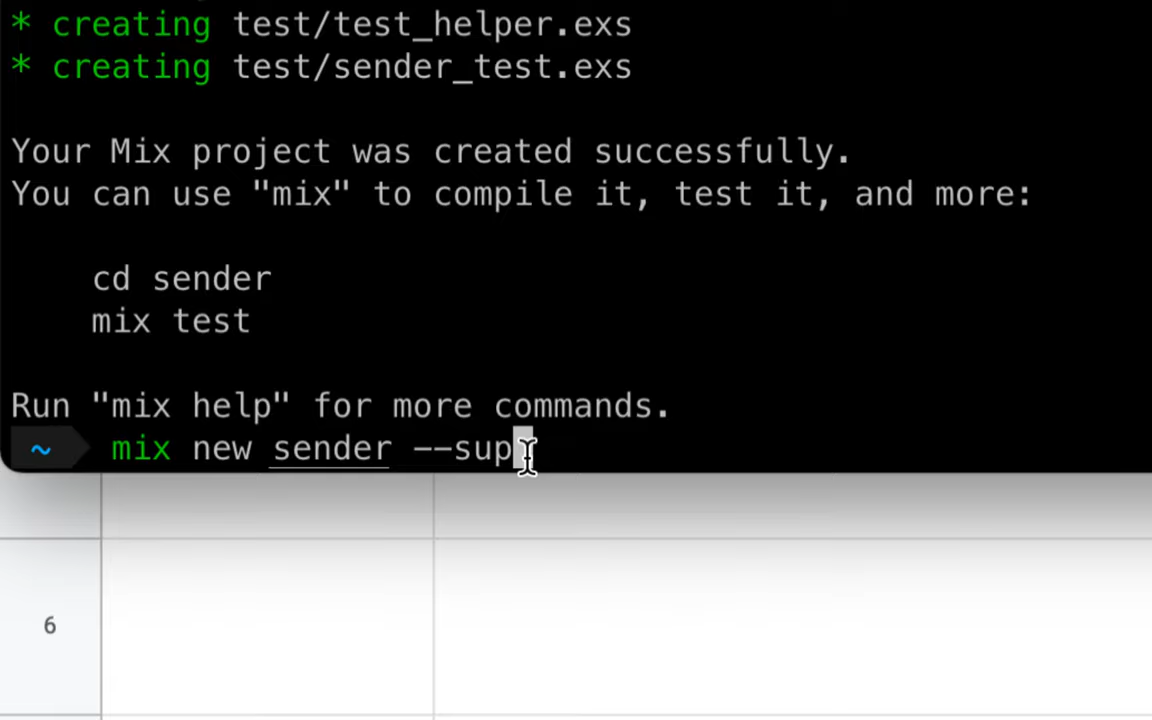 * creating test/test_helper.exs
* creating test/sender_test.exs
Your Mix project was created successfully.
You can use "mix" to compile it, test it, and more:
cd sender
mix test
Run "mix help" for more commands.
~ mix new sender --sup
6